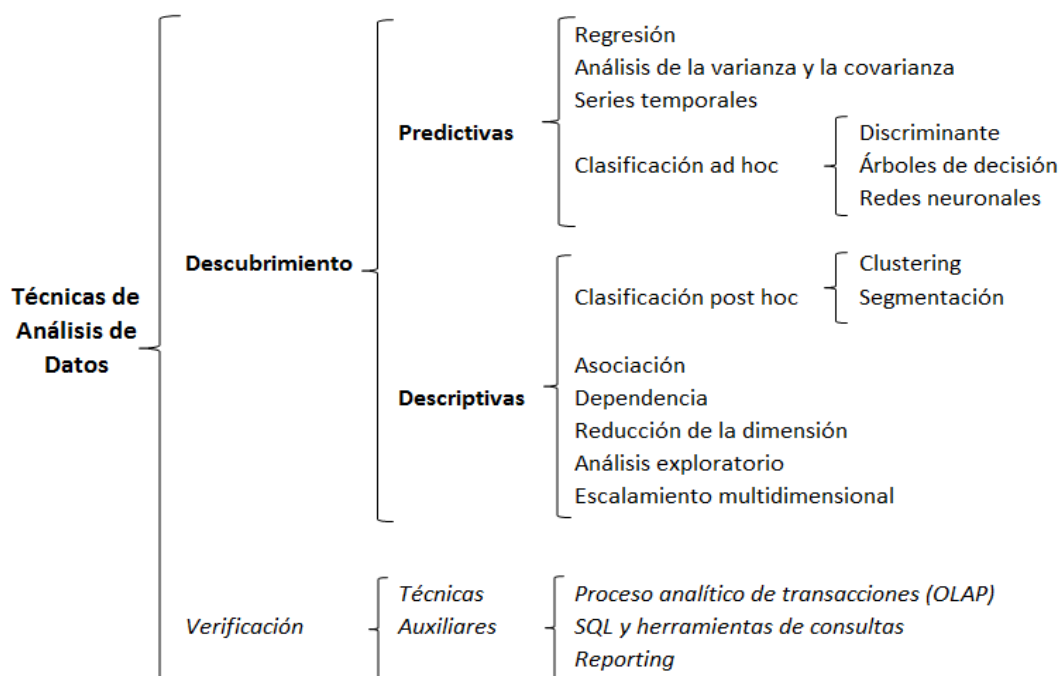 Técnicas de
Análisis de
Datos
Descubrimiento
Predictivas
Regresión
Análisis de la varianza y la covarianza
Series temporales
Clasificación ad hoc
Discriminante
Árboles de decisión
Redes neuronales
Descriptivas
Clasificación post hoc
Clustering
Segmentación
Asociación
Dependencia
Reducción de la dimensión
Análisis exploratorio
Escalamiento multidimensional
Verificación
Técnicas
Auxiliares
Proceso analítico de transacciones (OLAP)
SQL y herramientas de consultas
Reporting